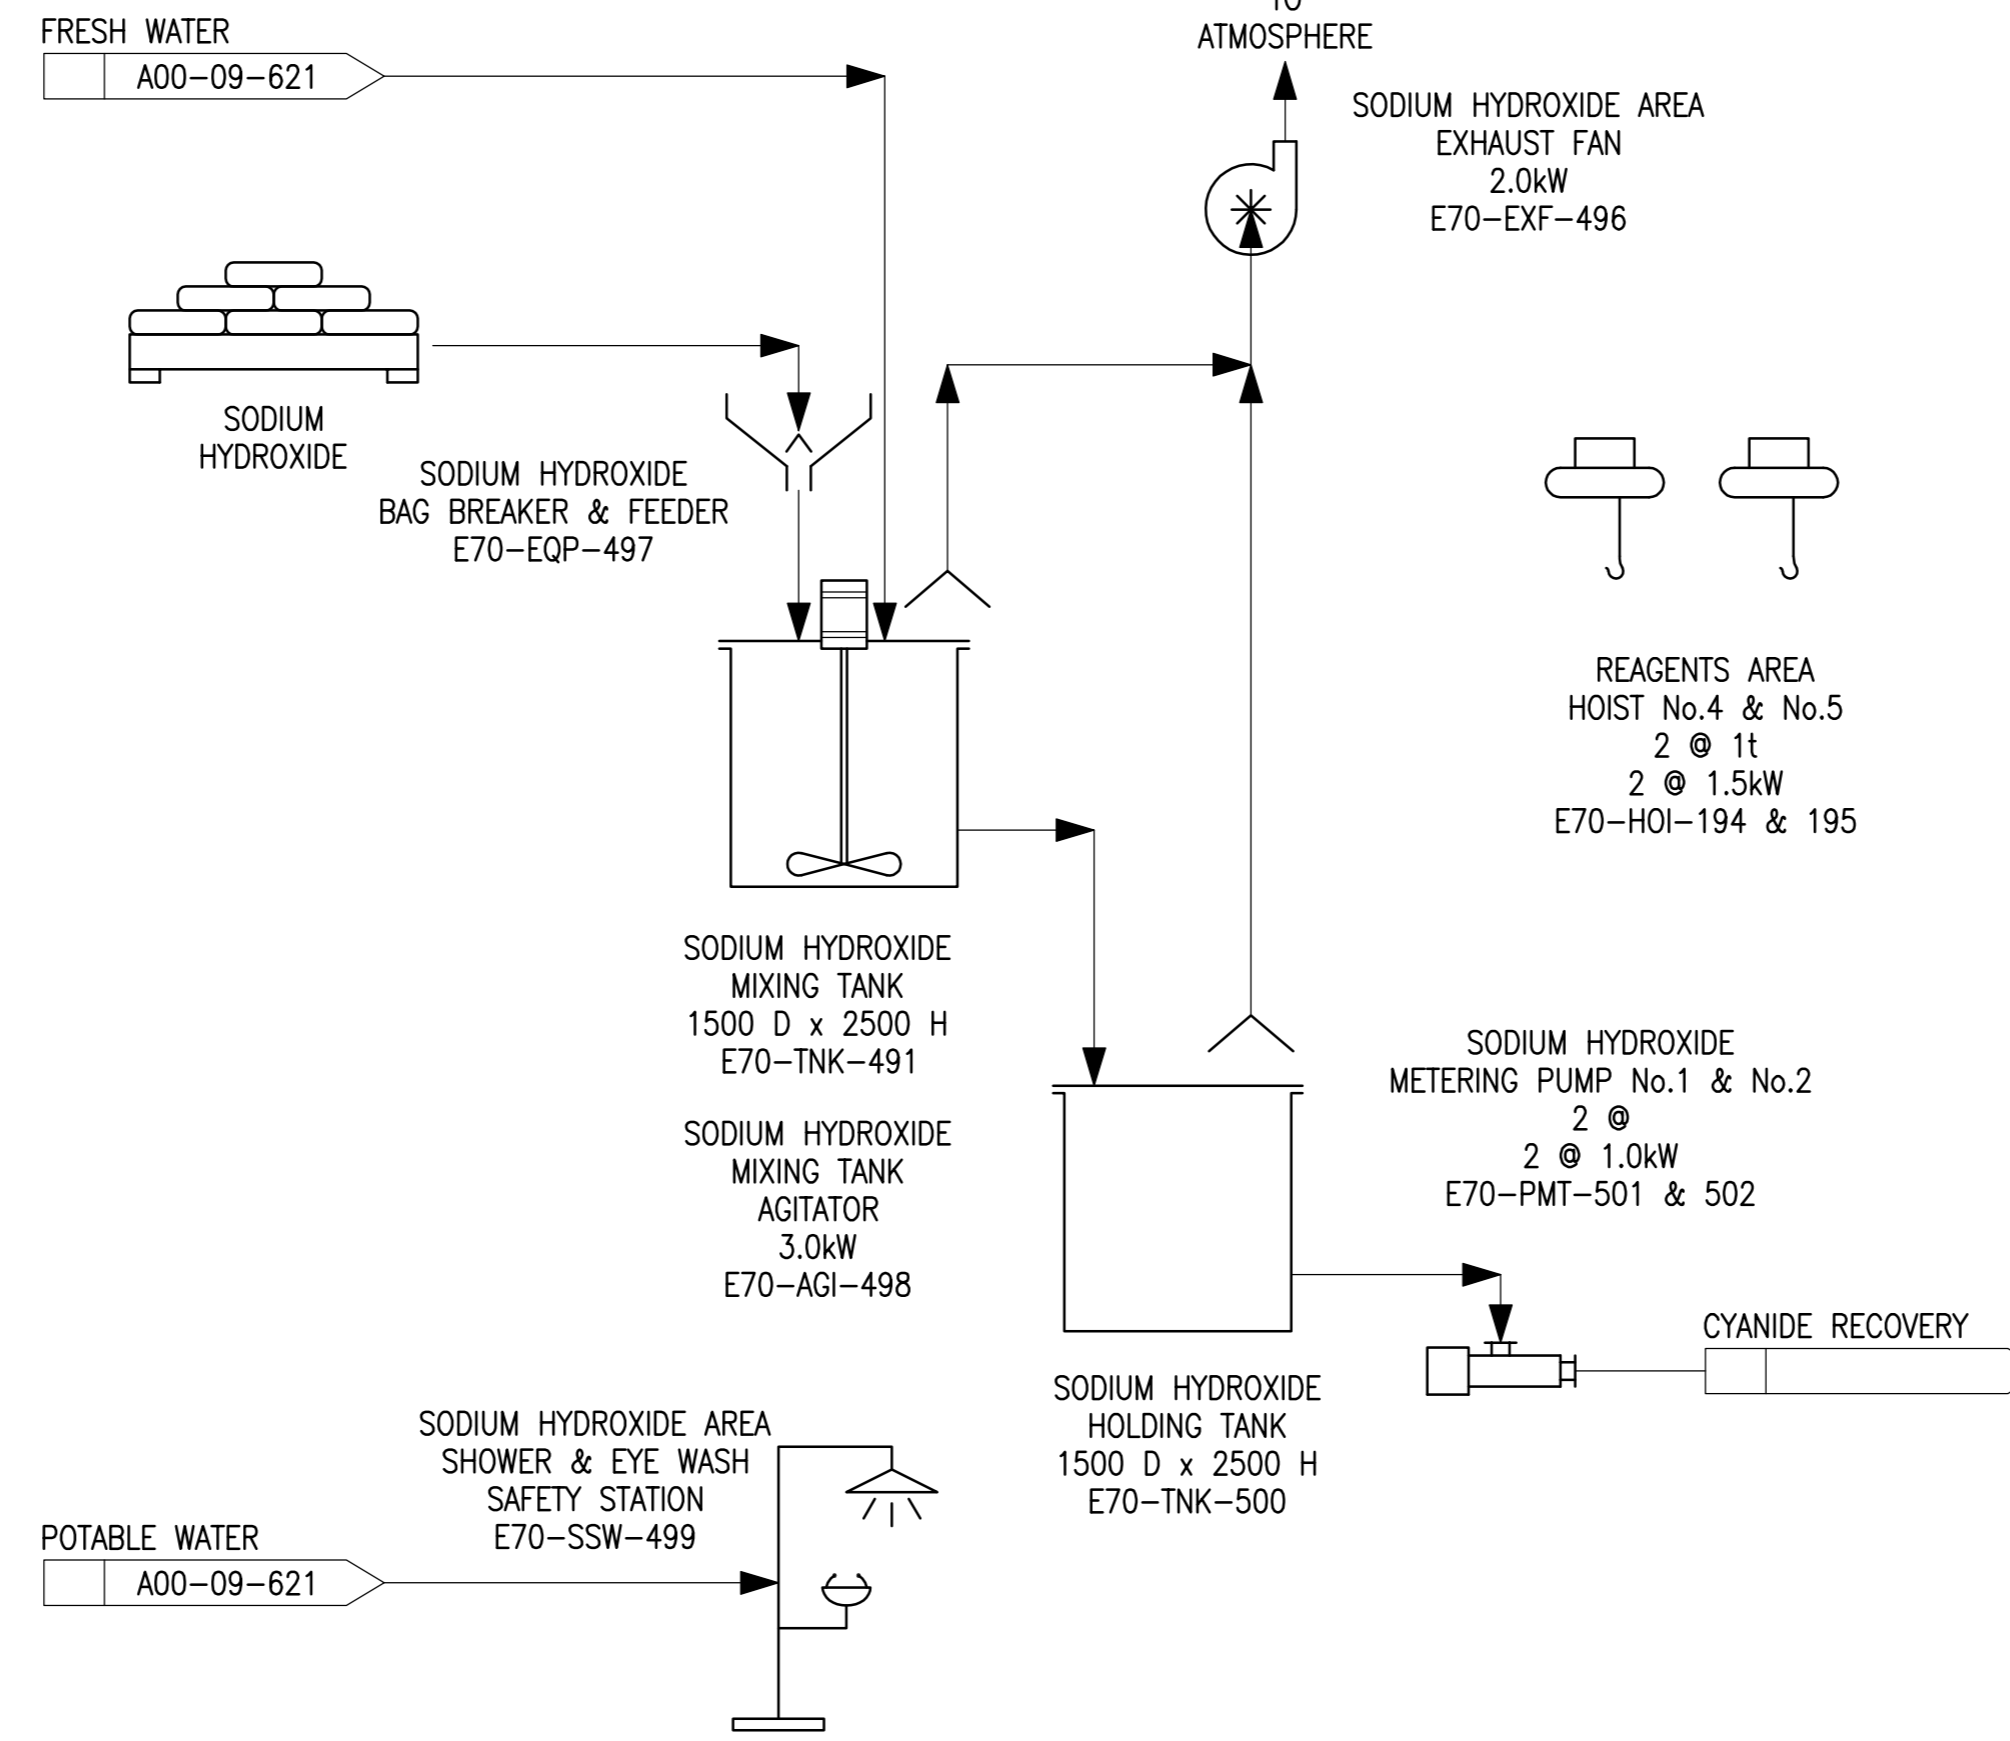 FRESH WATER
A00-09-621
TO
ATMOSPHERE
SODIUM HYDROXIDE AREA
EXHAUST FAN
2.0kW
E70-EXF-496
SODIUM
HYDROXIDE
SODIUM HYDROXIDE
BAG BREAKER & FEEDER
E70-EQP-497
REAGENTS AREA
HOIST No.4 & No.5
2 @ 1t
2 @ 1.5kW
E70-HOI-194 & 195
SODIUM HYDROXIDE
MIXING TANK
1500 D x 2500 H
E70-TNK-491
SODIUM HYDROXIDE
MIXING TANK
AGITATOR
3.0kW
E70-AGI-498
SODIUM HYDROXIDE
METERING PUMP No.1 & No.2
2 @
2 @ 1.0kW
E70-PMT-501 & 502
CYANIDE RECOVERY
SODIUM HYDROXIDE
HOLDING TANK
1500 D x 2500 H
E70-TNK-500
SODIUM HYDROXIDE AREA
SHOWER & EYE WASH
SAFETY STATION
E70-SSW-499
POTABLE WATER
A00-09-621